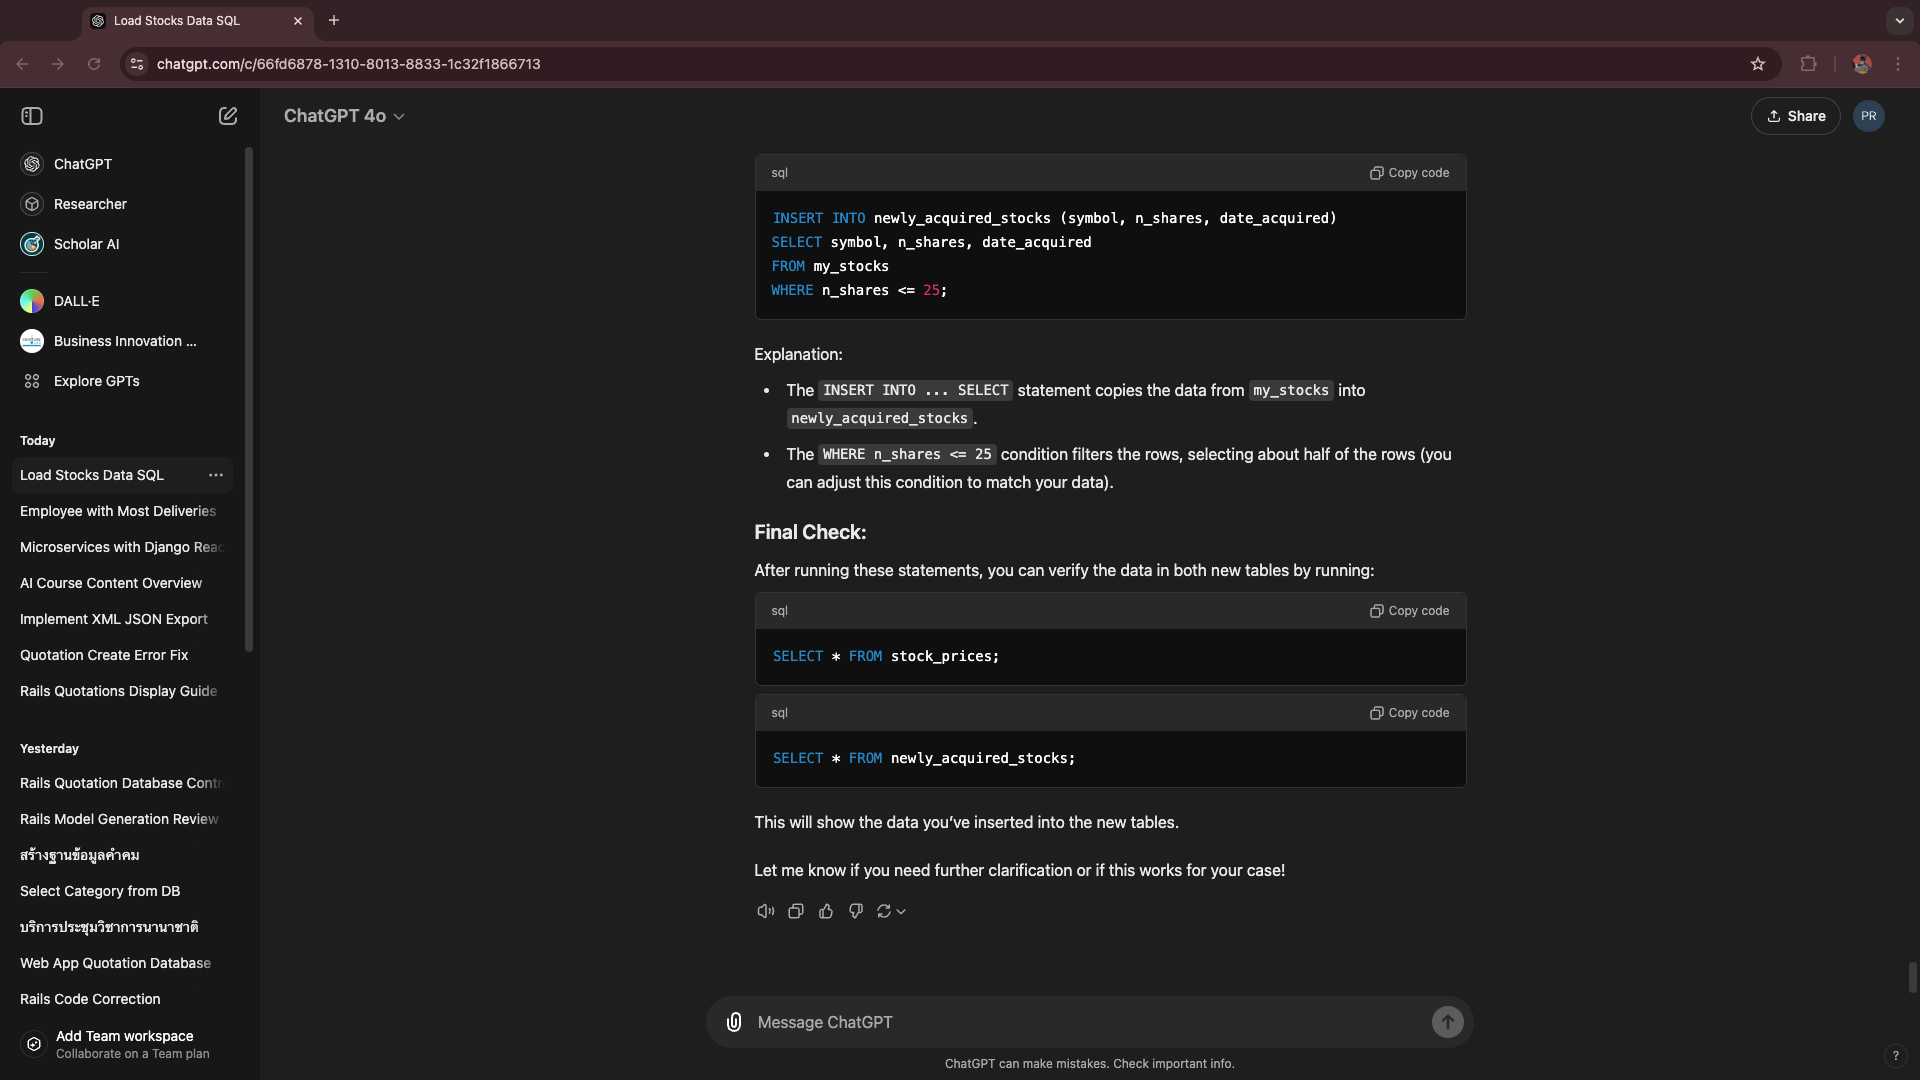 Load Stocks Data SQL
chatgpt.com/c/66fd6878-1310-8013-8833-1c32f1866713
ChatGPT
Researcher
Scholar AI
DALL·E
Business Innovation ...
Explore GPTs
Today
Load Stocks Data SQL
Employee with Most Deliveries
Microservices with Django Reac
AI Course Content Overview
Implement XML JSON Export
Quotation Create Error Fix
Rails Quotations Display Guide
Yesterday
Rails Quotation Database Contr
Rails Model Generation Review
สร้างฐานข้อมูลคำคม
Select Category from DB
บริการประชุมวิชาการนานาชาติ
Web App Quotation Database
Rails Code Correction
Add Team workspace
Collaborate on a Team plan
ChatGPT 4o
Share
PR
sql
Copy code
INSERT INTO newly_acquired_stocks (symbol, n_shares, date_acquired)
SELECT symbol, n_shares, date_acquired
FROM my_stocks
WHERE n_shares <= 25;
Explanation:
• The INSERT INTO ... SELECT statement copies the data from my_stocks into
newly_acquired_stocks.
• The WHERE n_shares <= 25 condition filters the rows, selecting about half of the rows (you
can adjust this condition to match your data).
Final Check:
After running these statements, you can verify the data in both new tables by running:
sql
Copy code
SELECT * FROM stock_prices;
sql
Copy code
SELECT * FROM newly_acquired_stocks;
This will show the data you’ve inserted into the new tables.
Let me know if you need further clarification or if this works for your case!
Message ChatGPT
ChatGPT can make mistakes. Check important info.
?